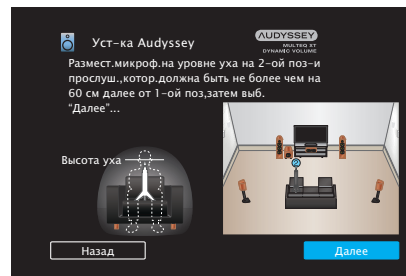 Уст-ка Audyssey
AUDYSSEY
MULTEQ XT
DYNAMIC VOLUME
Размест.микроф.на уровне уха на 2-ой поз-и
прослуш.,котор.должна быть не более чем на
60 см далее от 1-ой поз,затем выб.
“Далее”...
Высота уха
Назад
Далее